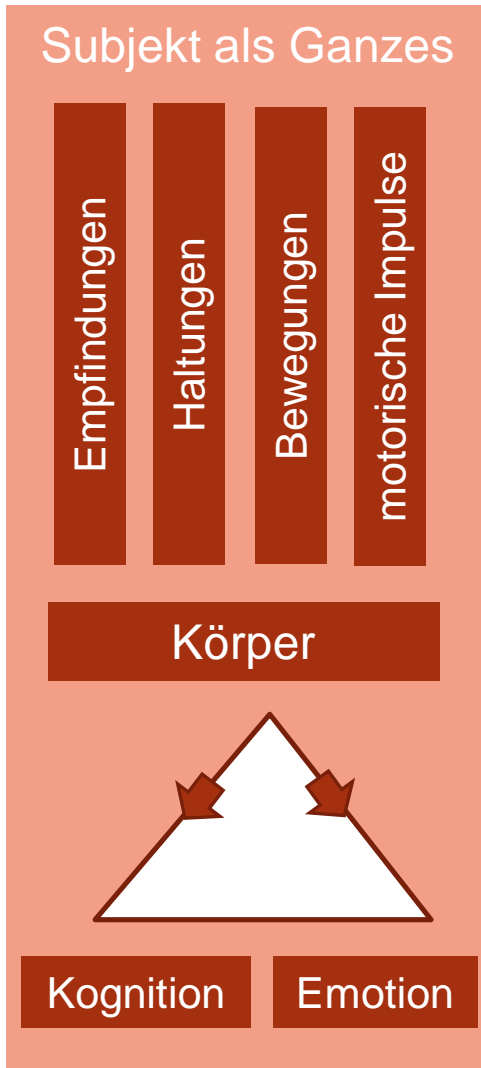 Subjekt als Ganzes
Empfindungen
Haltungen
Bewegungen
motorische Impulse
Körper
Kognition
Emotion